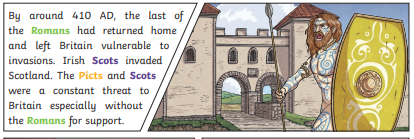 By around 410 AD, the last of
the Romans had returned home
and left Britain vulnerable to
invasions. Irish Scots invaded
Scotland. The Picts and Scots
were a constant threat to
Britain especially without
the Romans for support.